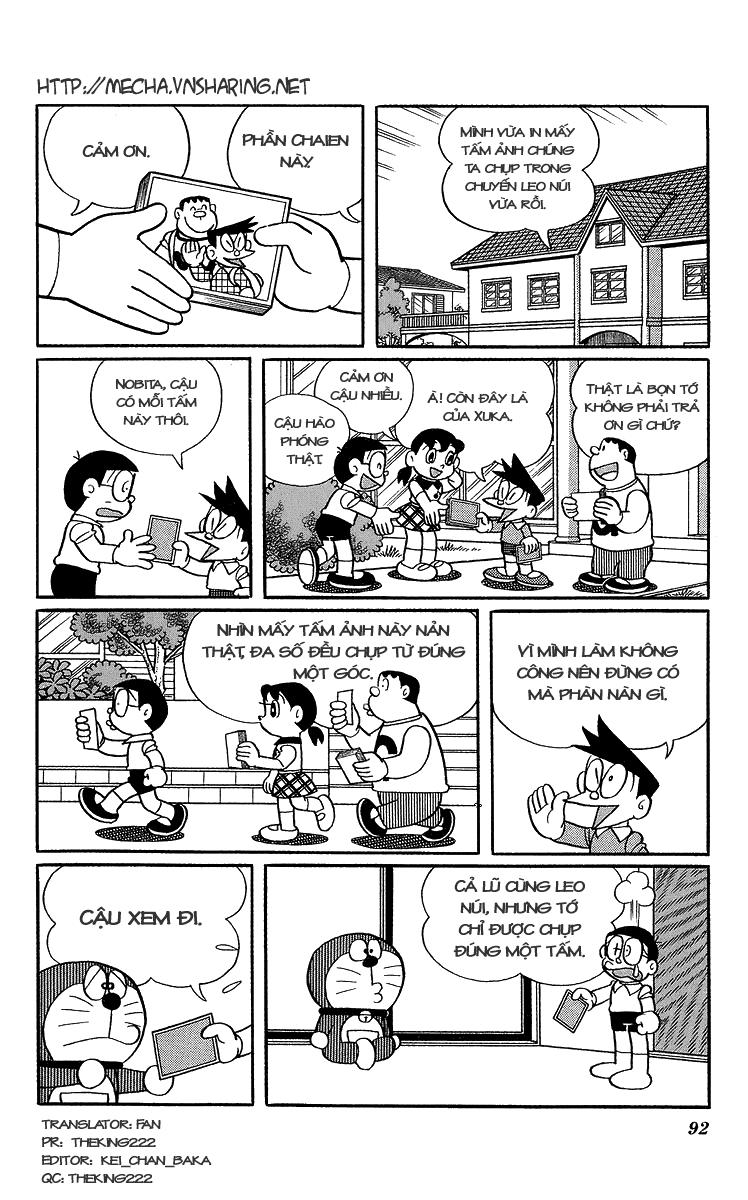 HTTP://MECHA.VNSHARING.NET
MÌNH VỪA IN MẤY
TẤM ẢNH CHÚNG
TA CHỤP TRONG
CHUYẾN LEO NÚI
VỪA RỒI.
PHẦN CHAIEN
NÀY.
CẢM ƠN.
THẬT LÀ BỌN TỚ
KHÔNG PHẢI TRẢ
ƠN GÌ CHỨ?
À! CÒN ĐÂY LÀ
CỦA XUKA.
CẢM ƠN
CẬU NHIỀU.
CẬU HÀO
PHÓNG
THẬT.
NOBITA, CẬU
CÓ MỖI TẤM
NÀY THÔI.
VÌ MÌNH LÀM KHÔNG
CÔNG NÊN ĐỪNG CÓ
MÀ PHÀN NÀN GÌ.
NHÌN MẤY TẤM ẢNH NÀY NẢN
THẬT, ĐA SỐ ĐỀU CHỤP TỪ ĐÚNG
MỘT GÓC.
CẢ LŨ CÙNG LEO
NÚI, NHƯNG TỚ
CHỈ ĐƯỢC CHỤP
ĐÚNG MỘT TẤM.
CẬU XEM ĐI.
92
TRANSLATOR: FAN
PR: THEKING222
EDITOR: KEI_CHAN_BAKA
QC: THEKING222